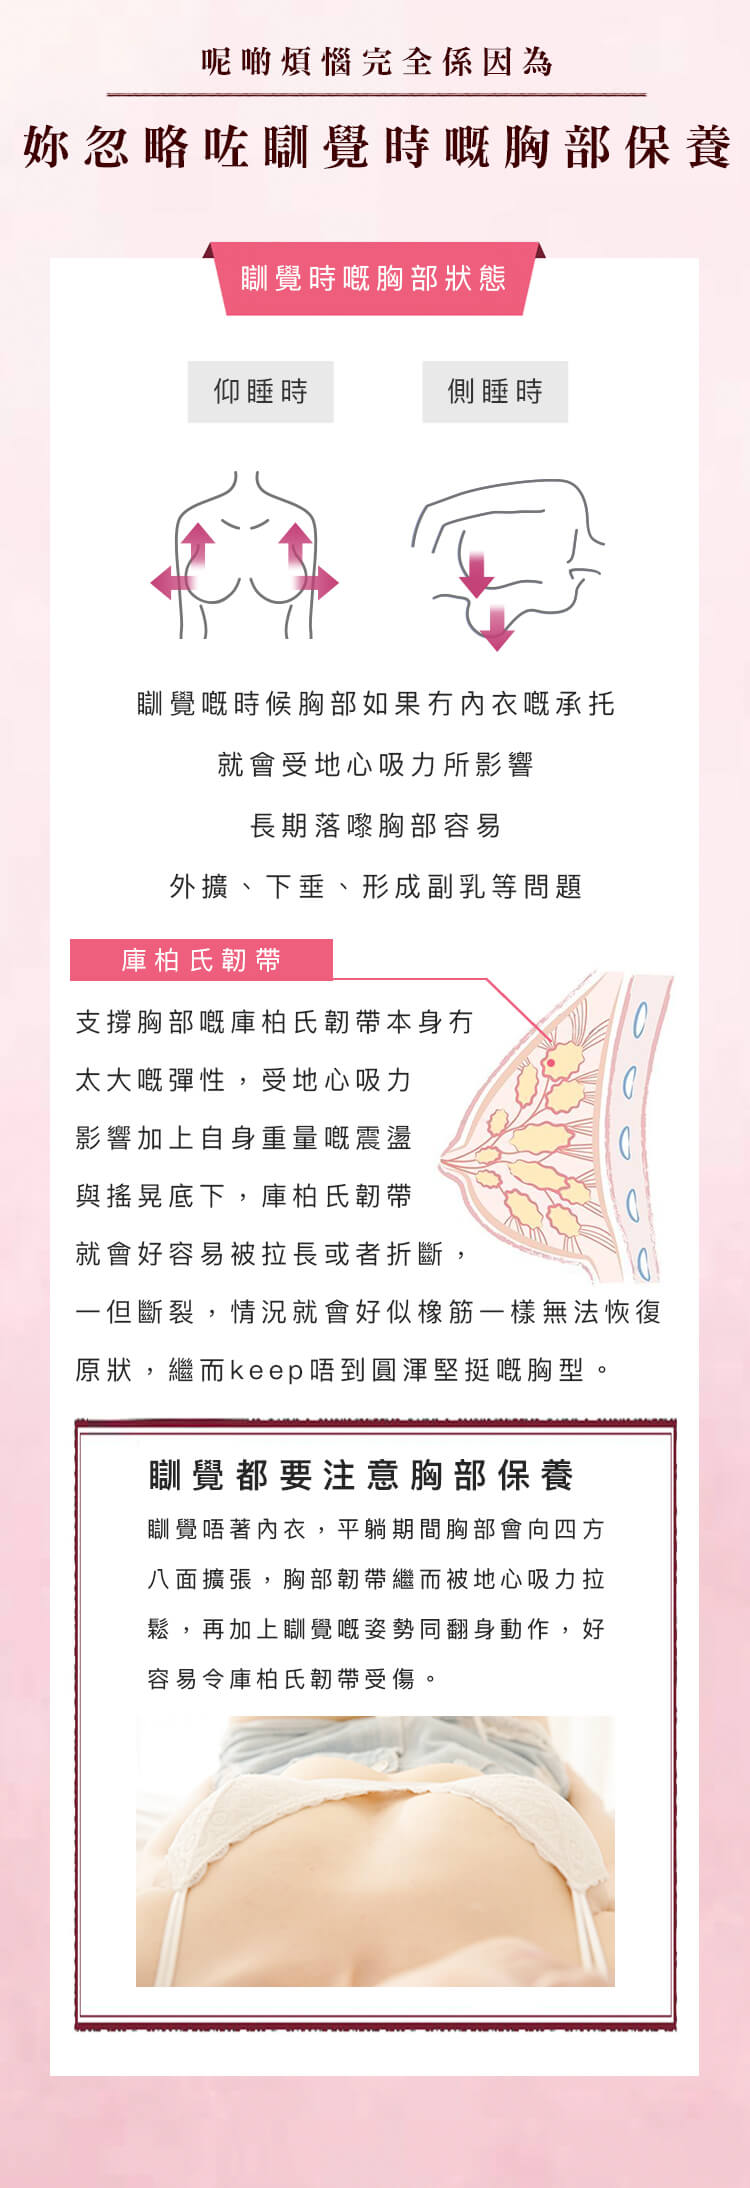 呢啲煩惱完全係因為
妳忽略咗瞓覺時嘅胸部保養
瞓覺時嘅胸部狀態
仰睡時
側睡時
瞓覺嘅時候胸部如果冇內衣嘅承托
就會受地心吸力所影響
長期落嚟胸部容易
外擴、下垂、形成副乳等問題
庫柏氏韌帶
支撐胸部嘅庫柏氏韌帶本身冇
太大嘅彈性，受地心吸力
影響加上自身重量嘅震盪
與搖晃底下，庫柏氏韌帶
就會好容易被拉長或者折斷，
一但斷裂，情況就會好似橡筋一樣無法恢復
原狀，繼而keep唔到圓渾堅挺嘅胸型。
瞓覺都要注意胸部保養
瞓覺唔著內衣，平躺期間胸部會向四方
八面擴張，胸部韌帶繼而被地心吸力拉
鬆，再加上瞓覺嘅姿勢同翻身動作，好
容易令庫柏氏韌帶受傷。